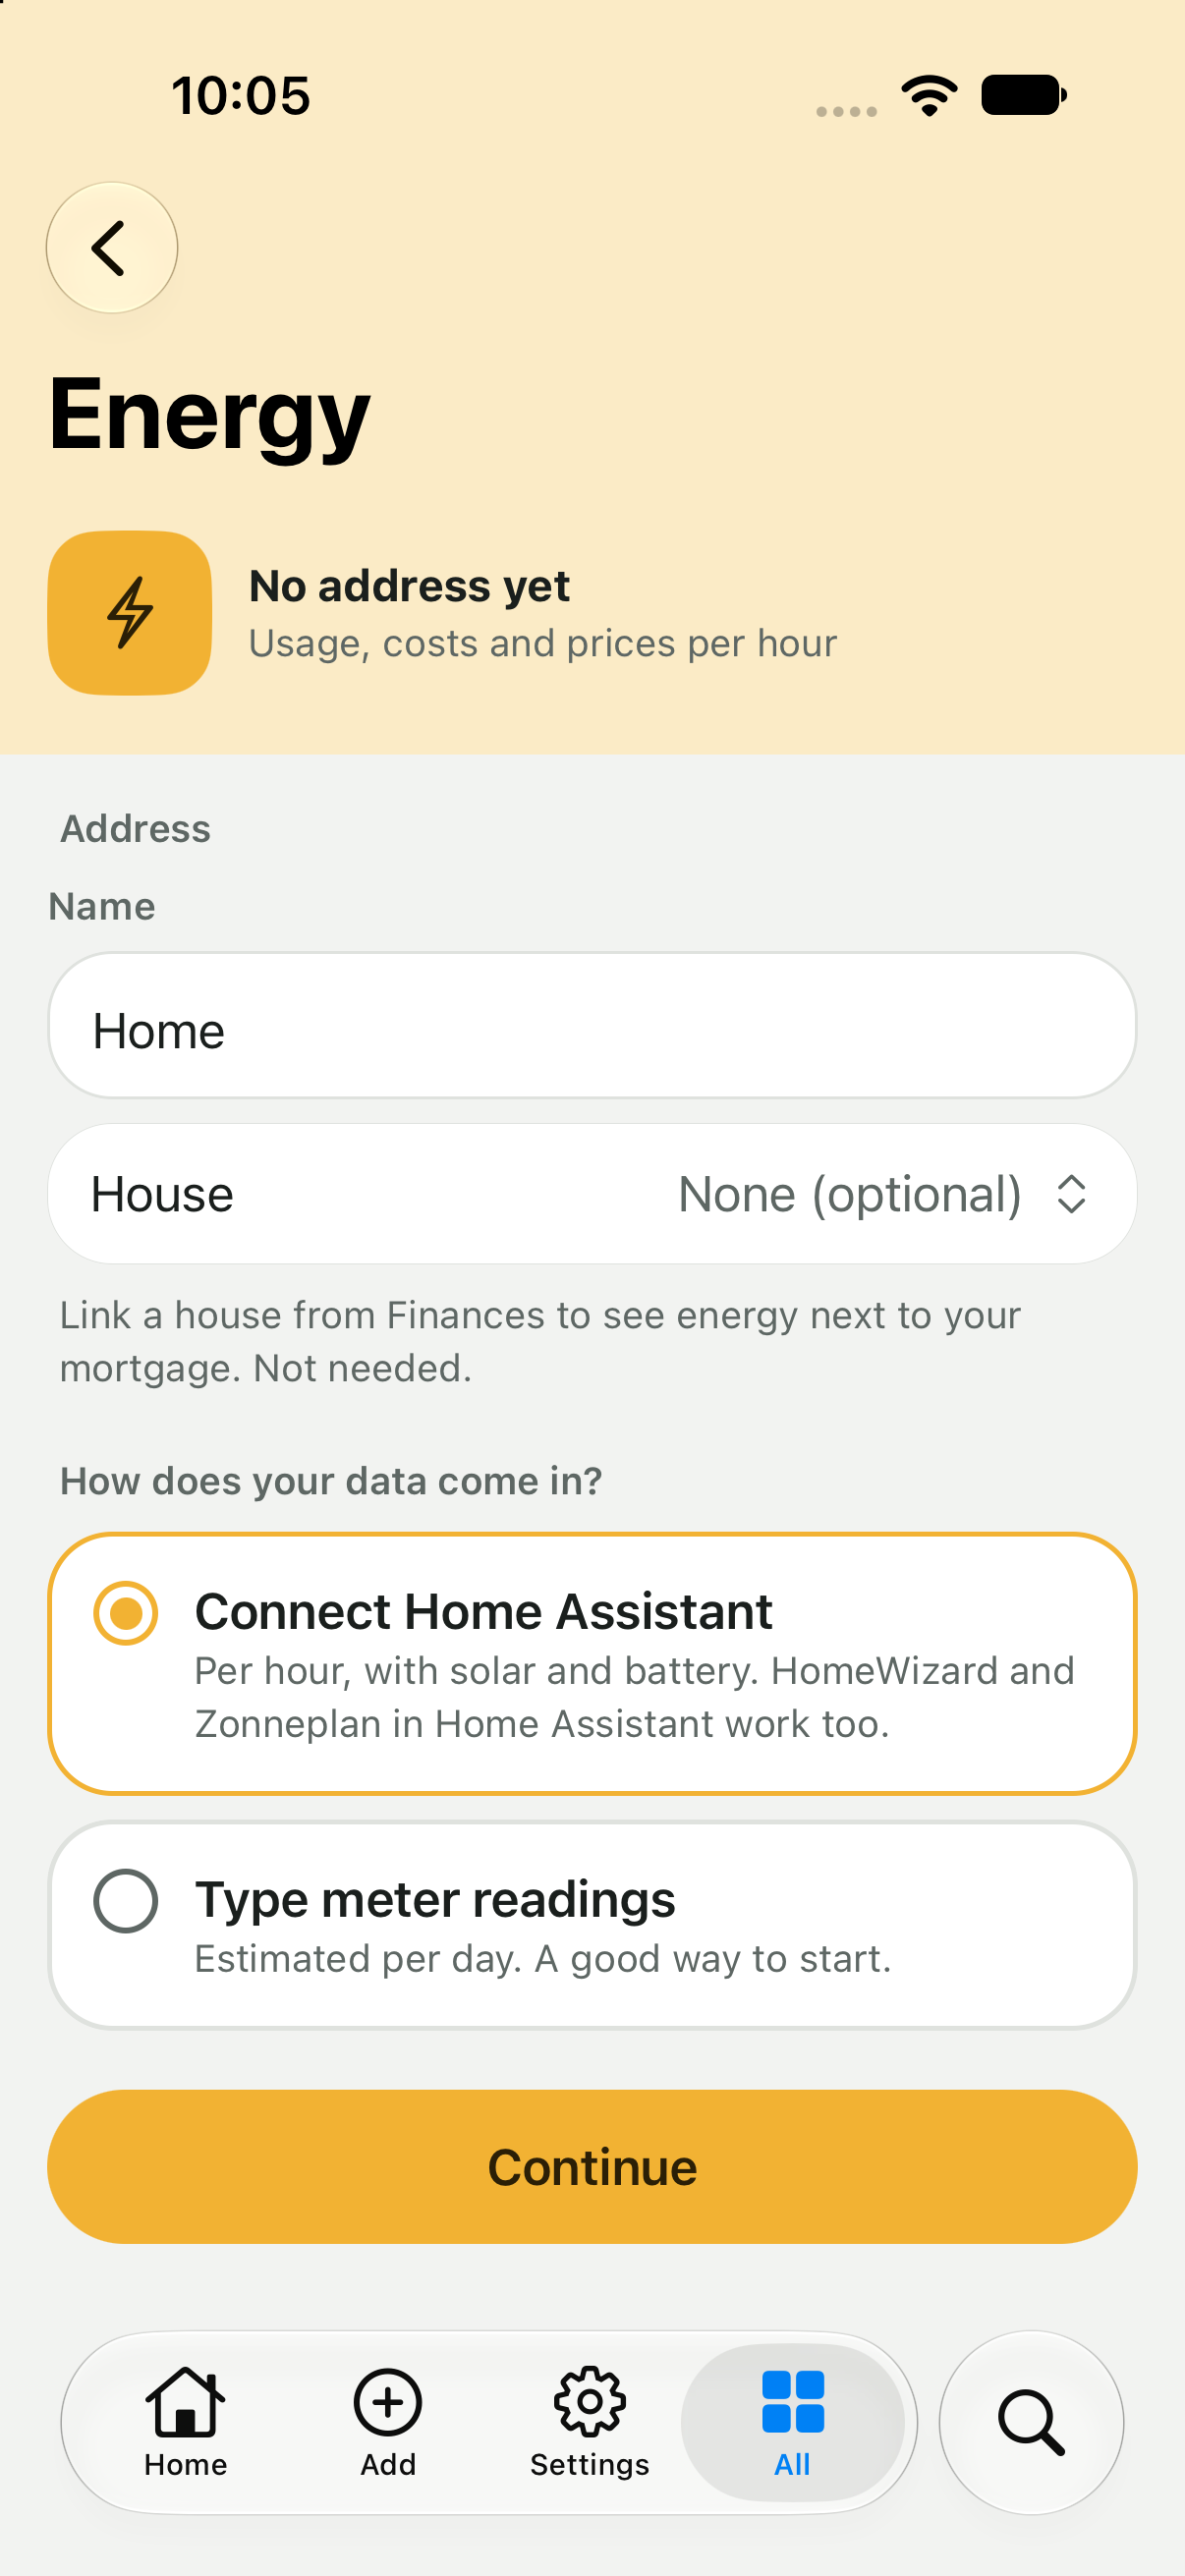 10:05
Energy
No address yet
Usage, costs and prices per hour
Address
Name
Home
House
None (optional)
Link a house from Finances to see energy next to your
mortgage. Not needed.
How does your data come in?
Connect Home Assistant
Per hour, with solar and battery. HomeWizard and
Zonneplan in Home Assistant work too.
Type meter readings
Estimated per day. A good way to start.
Continue
Home
Add
Settings
All